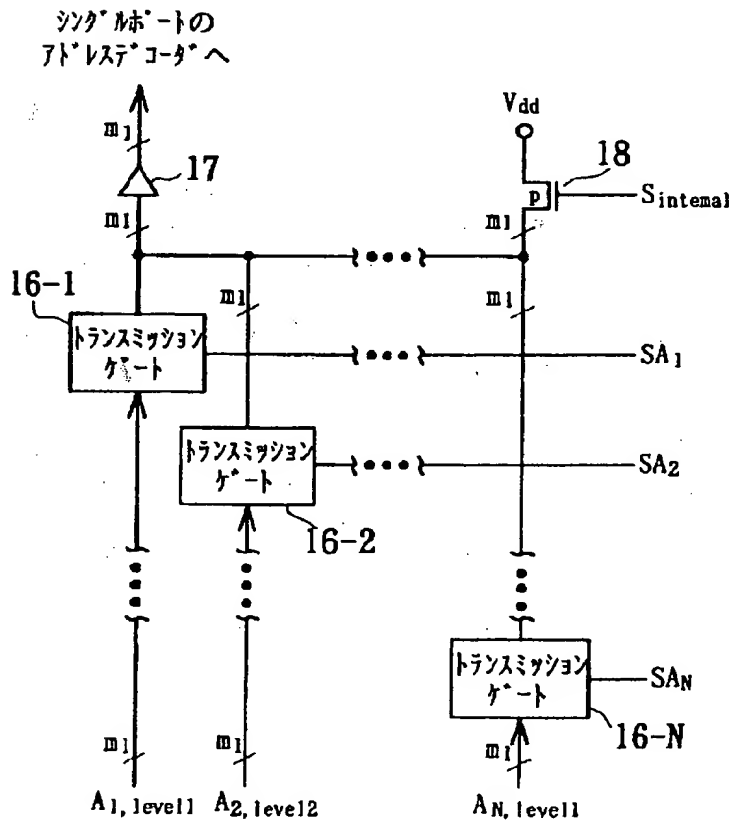 シングルポートの
アドレスデコーダへ
m1
17
m1
Vdd
18
p
Sintemal
m1
16-1
m1
m1
トランスミッション
ゲート
SA1
トランスミッション
ゲート
SA2
16-2
トランスミッション
ゲート
SAN
16-N
m1
m1
m1
A1, level1
A2, level2
AN, level1